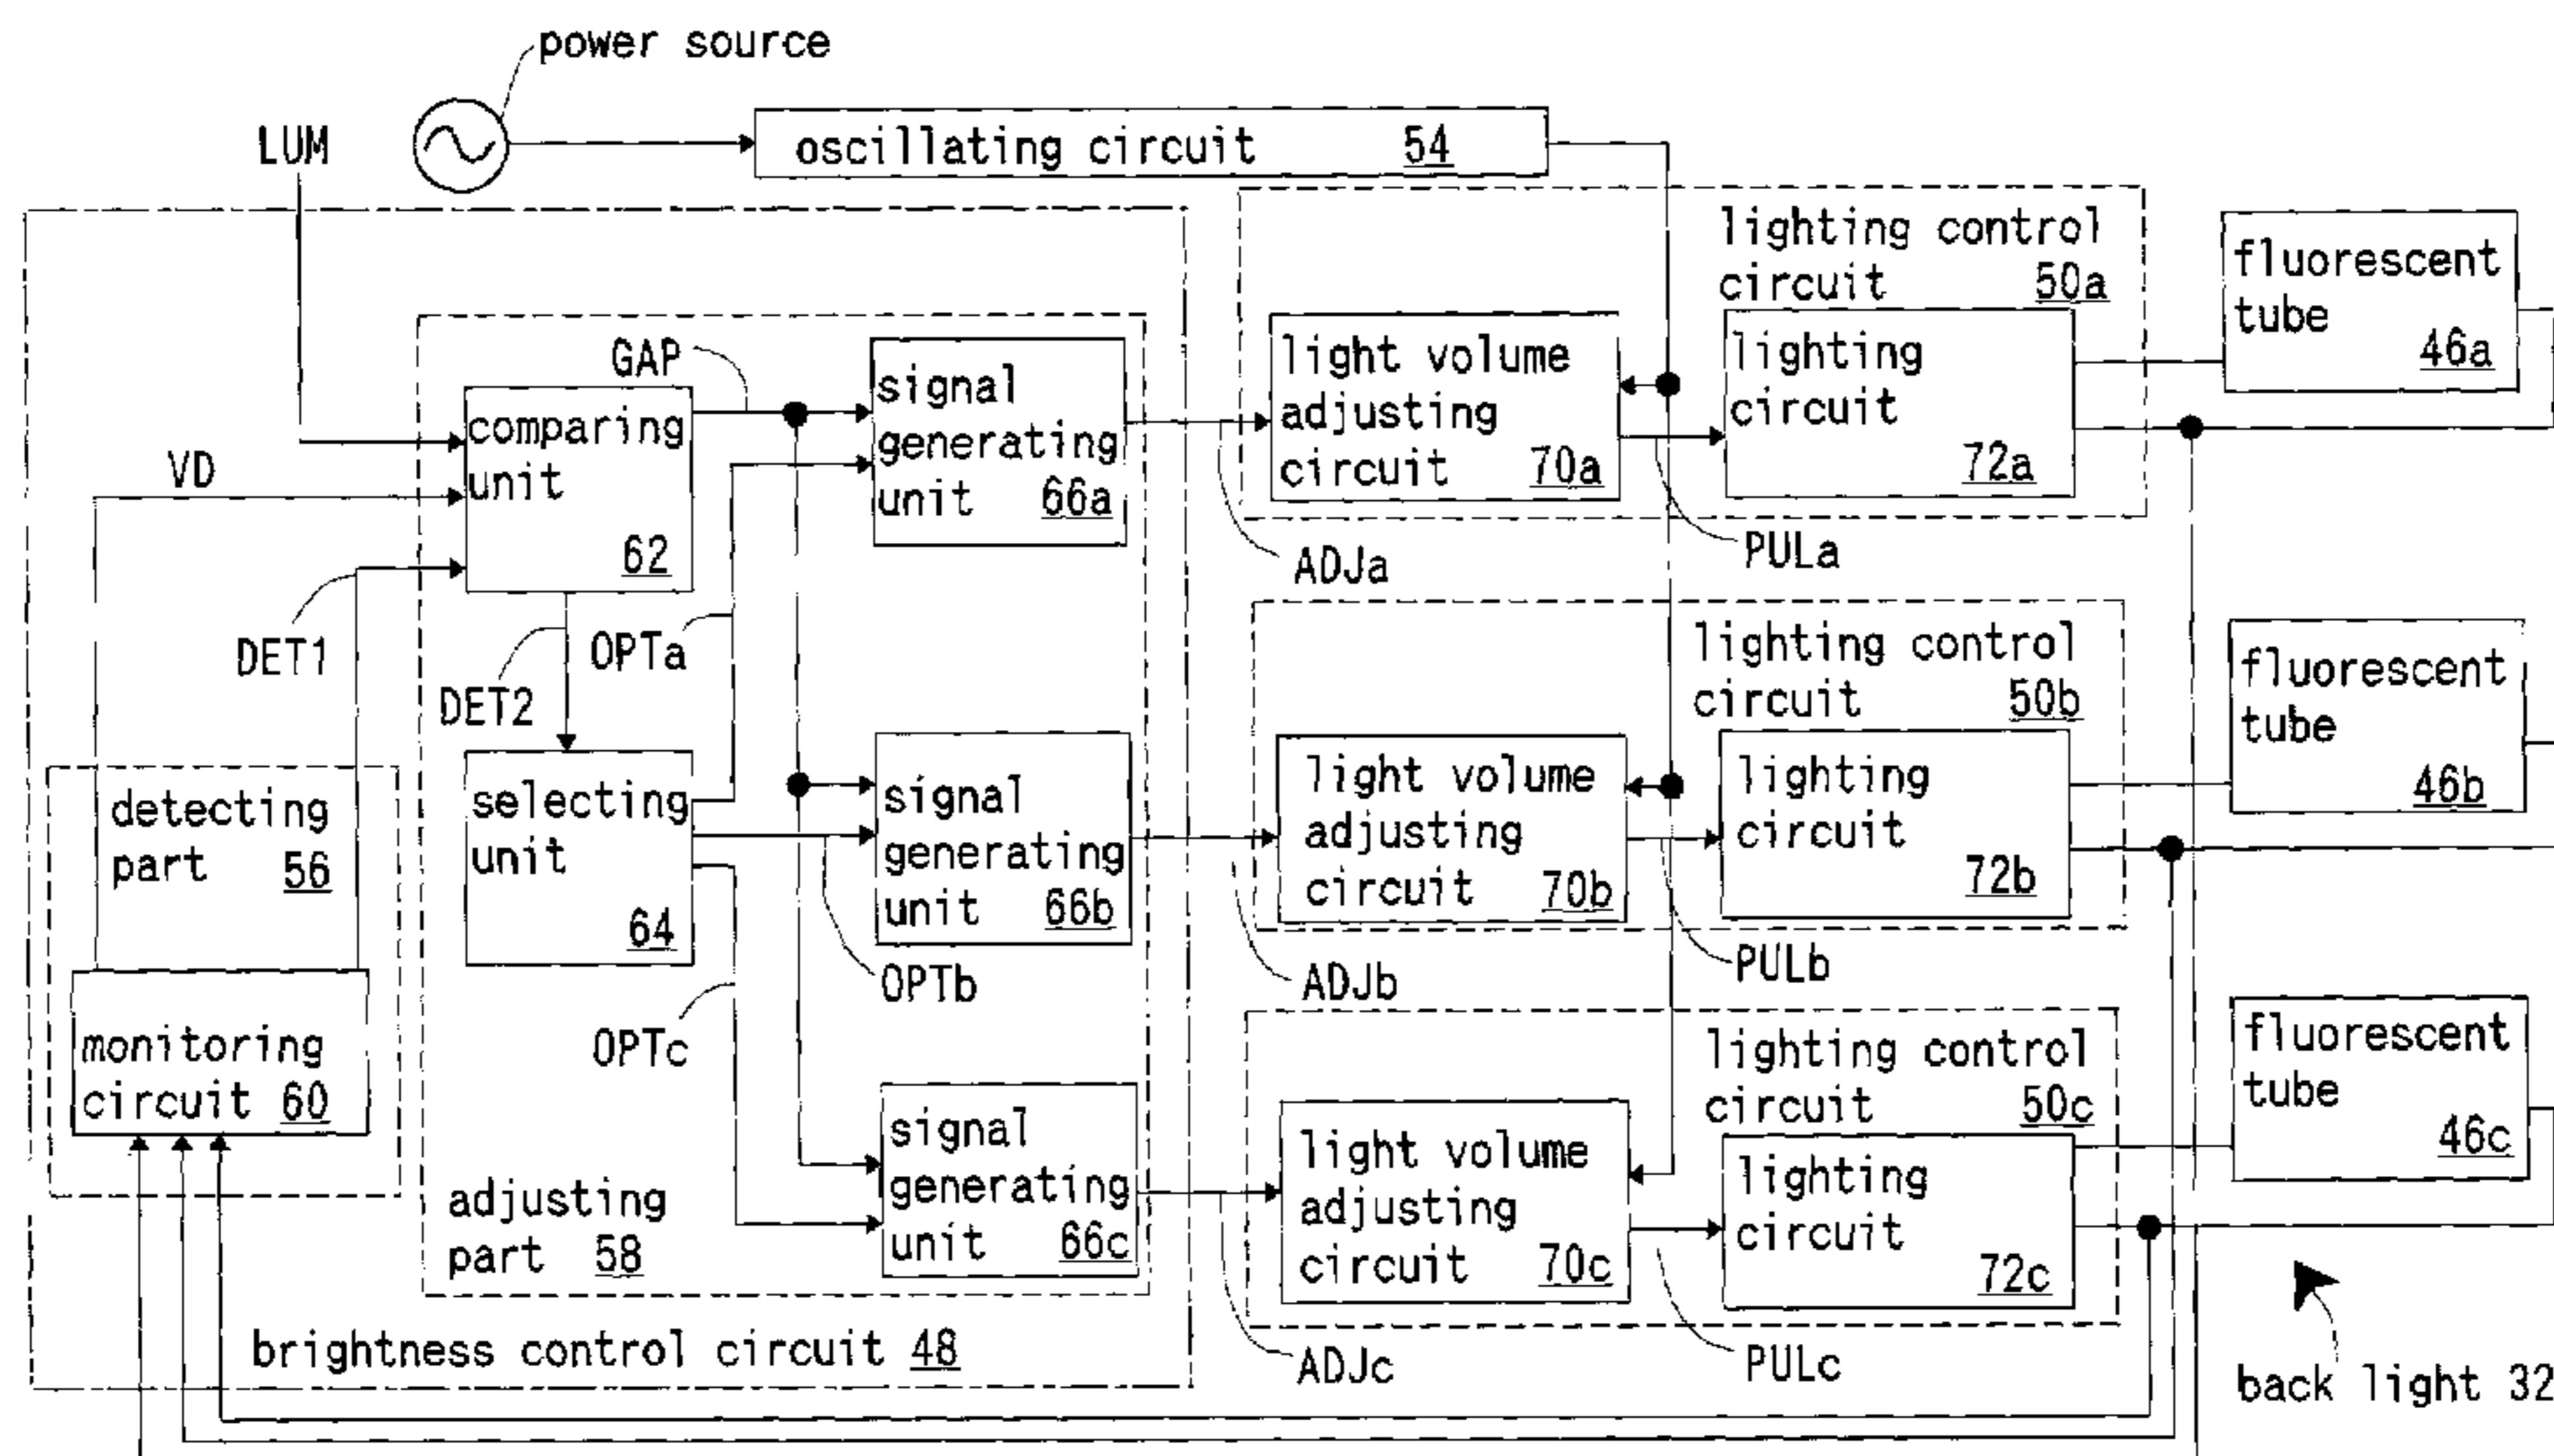 power source
LUM
oscillating circuit 54
lighting control
circuit 50a
fluorescent
tube
46a
GAP
signal
generating
unit 66a
light volume
adjusting
circuit 70a
lighting
circuit
72a
comparing
unit
62
VD
ADJa
PULa
DET1
DET2
OPTa
lighting control
circuit 50b
fluorescent
tube
46b
detecting
part 56
selecting
unit
64
signal
generating
unit 66b
light volume
adjusting
circuit 70b
lighting
circuit
72b
OPTb
ADJb
PULb
monitoring
circuit 60
OPTc
lighting control
circuit 50c
fluorescent
tube
46c
signal
generating
unit 66c
light volume
adjusting
circuit 70c
lighting
circuit
72c
adjusting
part 58
brightness control circuit 48
ADJc
PULc
back light 32